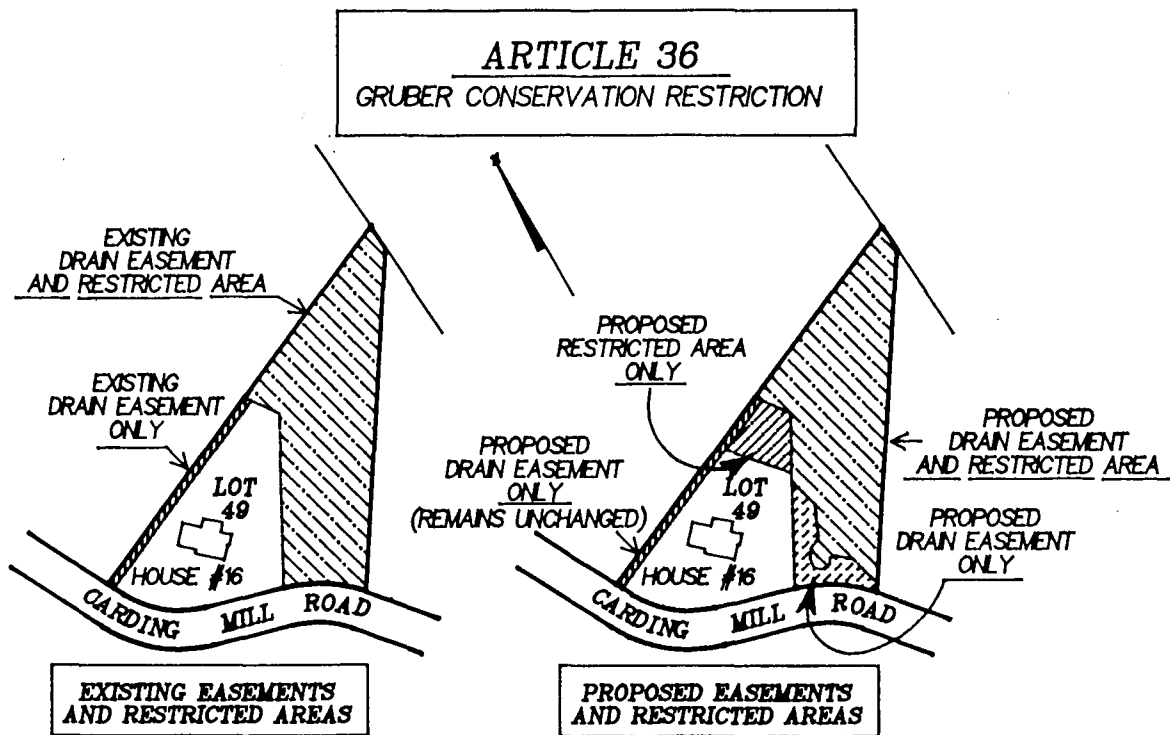 ARTICLE 36
GRUBER CONSERVATION RESTRICTION
EXISTING
DRAIN EASEMENT
AND RESTRICTED AREA
EXISTING
DRAIN EASEMENT
ONLY
LOT
49
HOUSE #16
CARDING MILL ROAD
EXISTING EASEMENTS
AND RESTRICTED AREAS
PROPOSED
RESTRICTED AREA
ONLY
PROPOSED
DRAIN EASEMENT
ONLY
(REMAINS UNCHANGED)
PROPOSED
DRAIN EASEMENT
AND RESTRICTED AREA
PROPOSED
DRAIN EASEMENT
ONLY
LOT
49
HOUSE #16
CARDING MILL ROAD
PROPOSED EASEMENTS
AND RESTRICTED AREAS